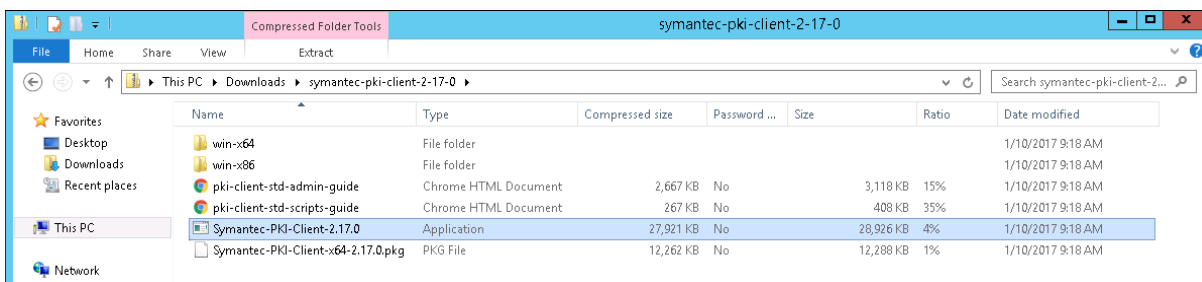 Compressed Folder Tools
symantec-pki-client-2-17-0
File Home Share View Extract
This PC Downloads symantec-pki-client-2-17-0
Search symantec-pki-client-2...
Favorites
Desktop
Downloads
Recent places
This PC
Network
Name Type Compressed size Password ... Size Ratio Date modified
win-x64 File folder 1/10/2017 9:18 AM
win-x86 File folder 1/10/2017 9:18 AM
pki-client-std-admin-guide Chrome HTML Document 2,667 KB No 3,118 KB 15% 1/10/2017 9:18 AM
pki-client-std-scripts-guide Chrome HTML Document 267 KB No 408 KB 35% 1/10/2017 9:18 AM
Symantec-PKI-Client-2.17.0 Application 27,921 KB No 28,926 KB 4% 1/10/2017 9:18 AM
Symantec-PKI-Client-x64-2.17.0.pkg PKG File 12,262 KB No 12,288 KB 1% 1/10/2017 9:18 AM